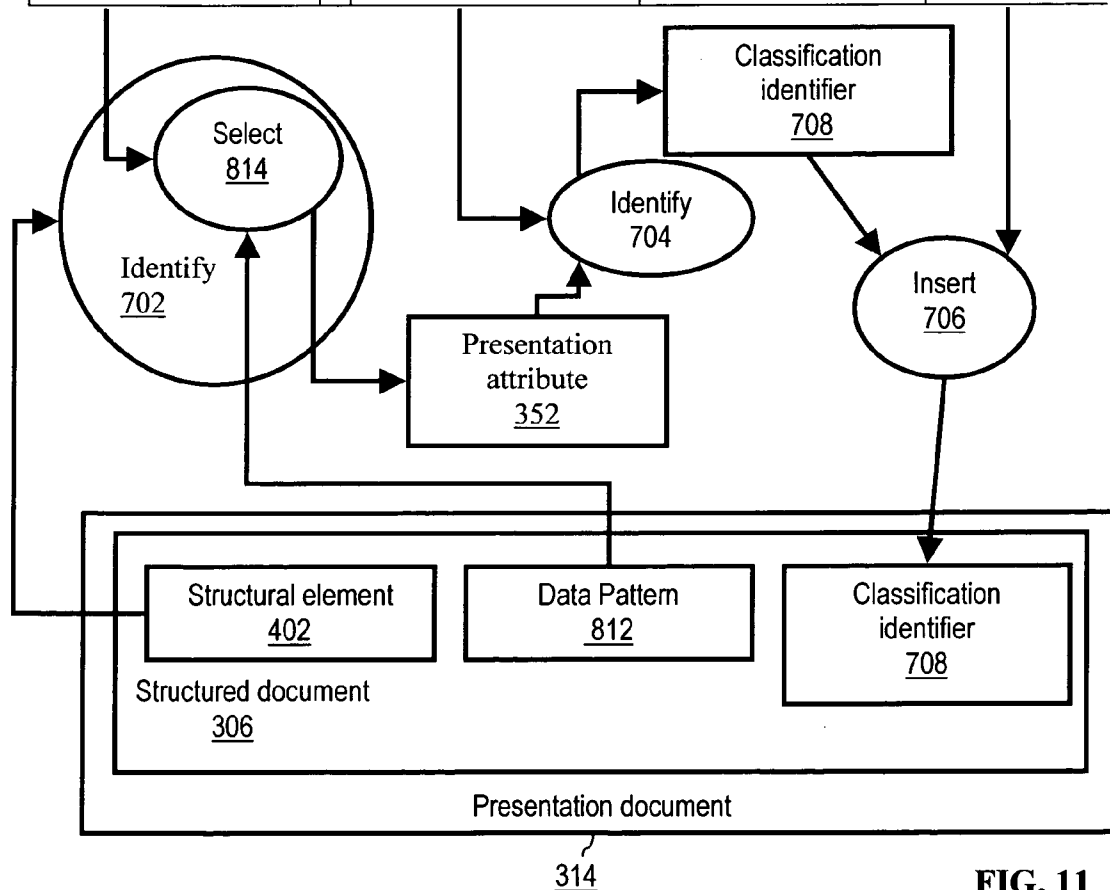 Classification
identifier
708
Select
814
Identify
704
Identify
702
Insert
706
Presentation
attribute
352
Structural element
402
Data Pattern
812
Classification
identifier
708
Structured document
306
Presentation document
314
FIG. 11